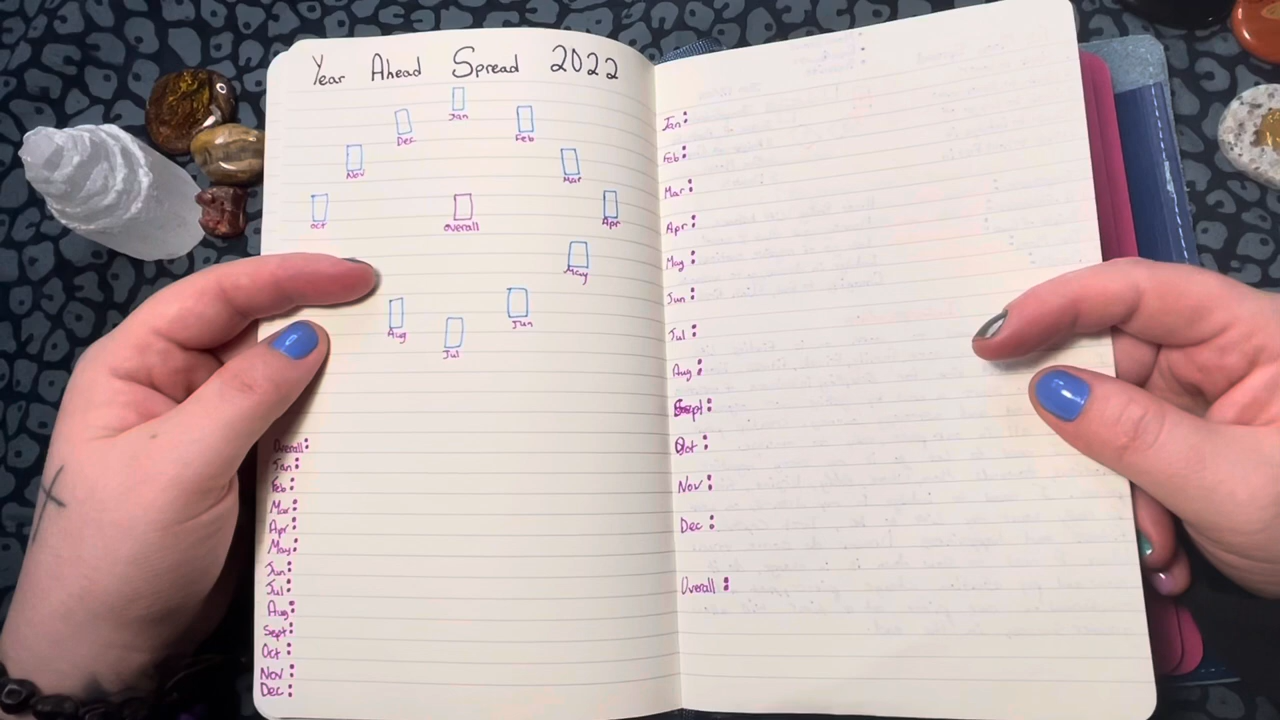 Year Ahead Spread 2022
Jan
Dec
Feb
Nov
Mar
Oct
Overall
Apr
May
Aug
Jun
Jul
Overall:
Jan:
Feb:
Mar:
Apr:
May:
Jun:
Jul:
Aug:
Sept:
Oct:
Nov:
Dec:
Jan:
Feb:
Mar:
Apr:
May:
Jun:
Jul:
Aug:
Sept:
Oct:
Nov:
Dec:
Overall: